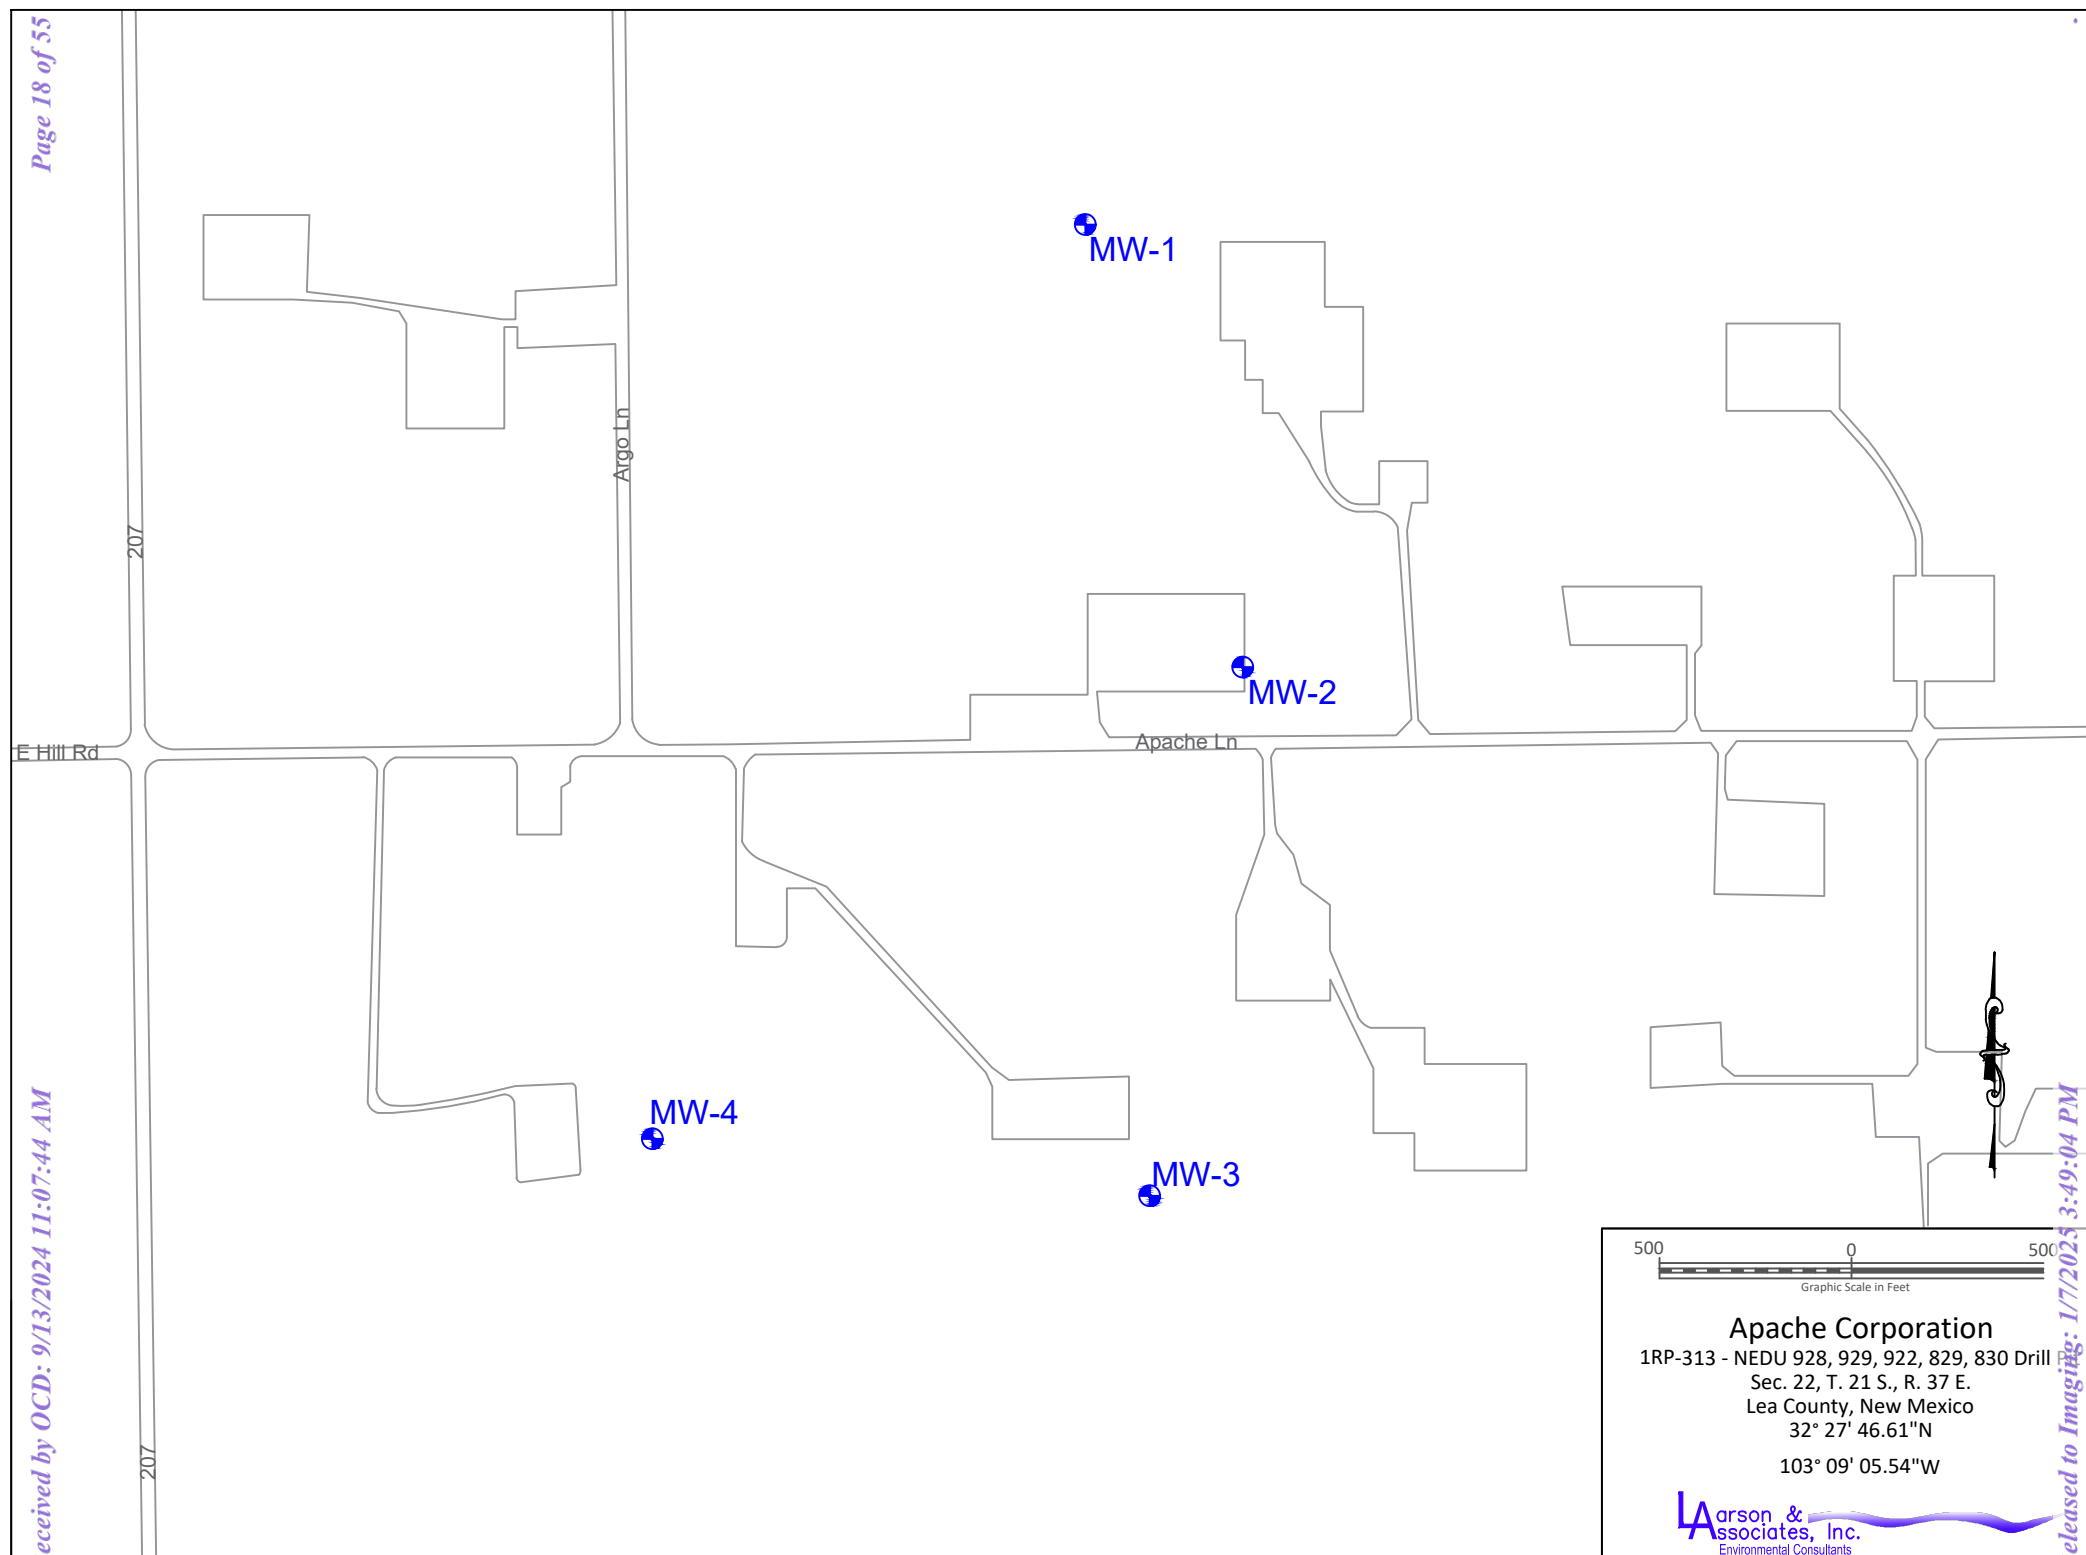 Page 18 of 55
MW-1
Argo Ln
207
MW-2
Apache Ln
E Hill Rd
MW-4
MW-3
207
eceived by OCD: 9/13/2024 11:07:44 AM
eleased to Imaging: 1/7/2025 3:49:04 PM
500 0 500
Graphic Scale in Feet
Apache Corporation
1RP-313 - NEDU 928, 929, 922, 829, 830 Drill
Sec. 22, T. 21 S., R. 37 E.
Lea County, New Mexico
32° 27' 46.61"N
103° 09' 05.54"W
Larson &
Associates, Inc.
Environmental Consultants